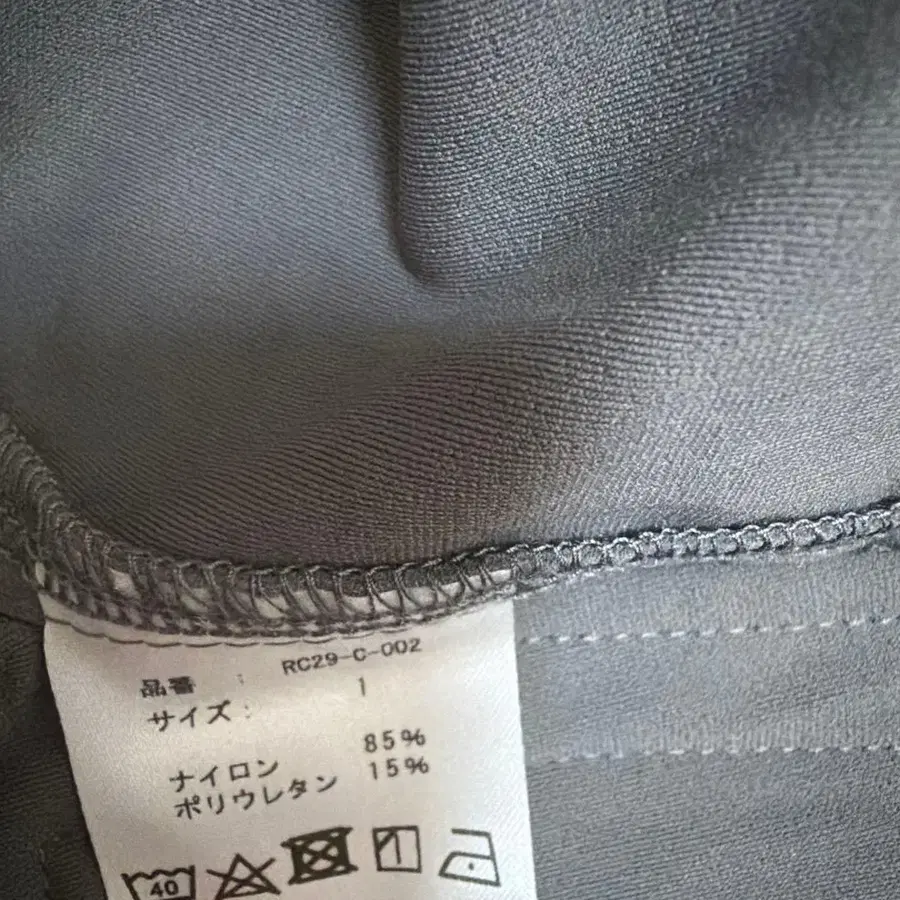 品番 : RC29-C-002
サイズ: 1
ナイロン 85%
ポリウレタン 15%
40